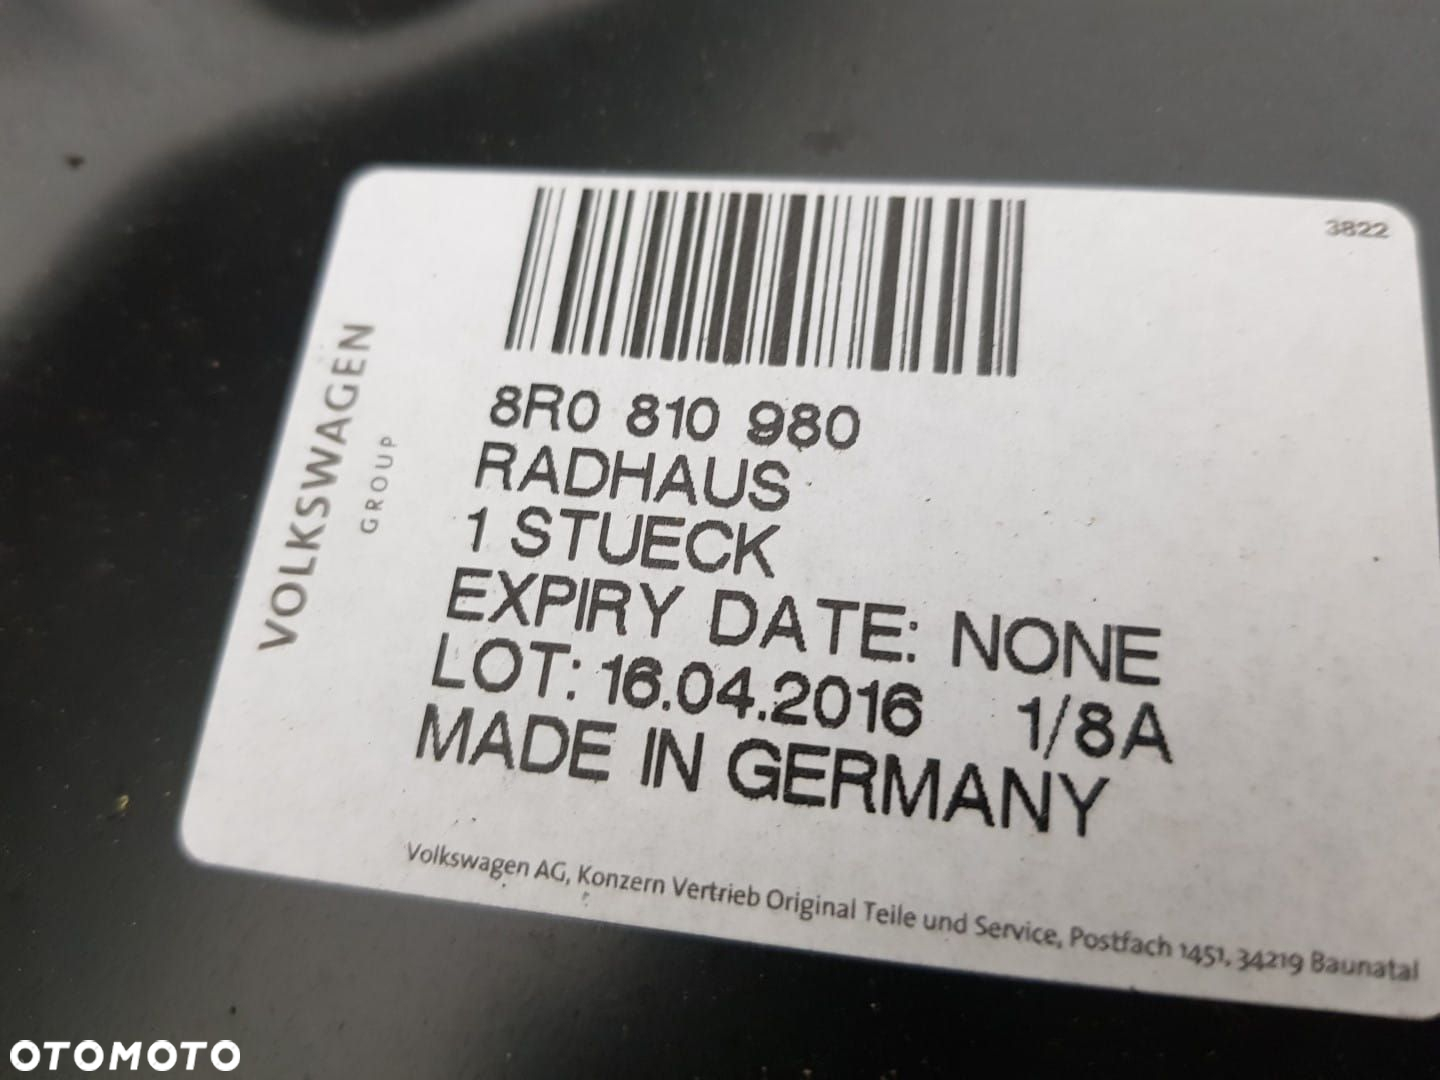 3822
VOLKSWAGEN
GROUP
8R0 810 980
RADHAUS
1 STUECK
EXPIRY DATE: NONE
LOT: 16.04.2016 1/8A
MADE IN GERMANY
Volkswagen AG, Konzern Vertrieb Original Teile und Service, Postfach 1451, 34219 Baunatal
OTOMOTO